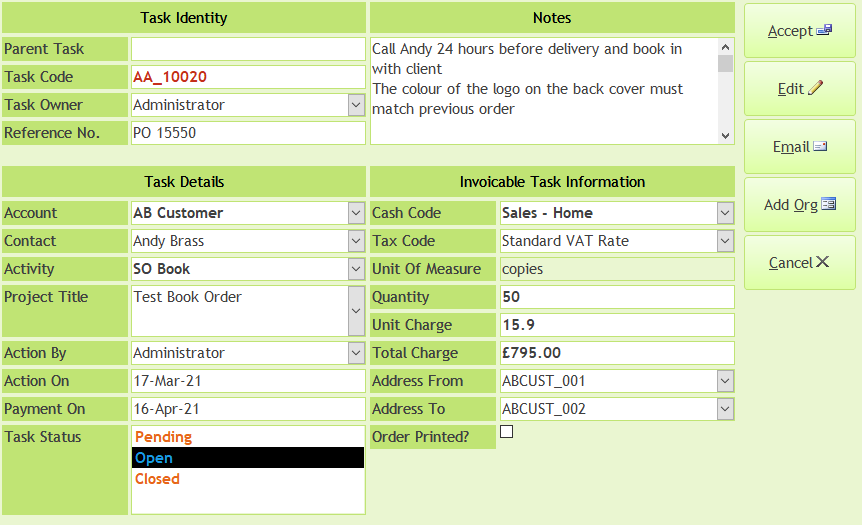 Task Identity
Parent Task
Task Code AA_10020
Task Owner Administrator
Reference No. PO 15550
Notes
Call Andy 24 hours before delivery and book in
with client
The colour of the logo on the back cover must
match previous order
Task Details
Account AB Customer
Contact Andy Brass
Activity SO Book
Project Title Test Book Order
Action By Administrator
Action On 17-Mar-21
Payment On 16-Apr-21
Task Status Pending
Open
Closed
Invoicable Task Information
Cash Code Sales - Home
Tax Code Standard VAT Rate
Unit Of Measure copies
Quantity 50
Unit Charge 15.9
Total Charge £795.00
Address From ABCUST_001
Address To ABCUST_002
Order Printed?
Accept
Edit
Email
Add Org
Cancel